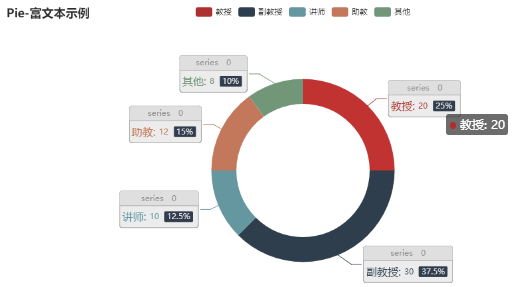 Pie-富文本示例
教授 副教授 讲师 助教 其他
series 0
其他: 8 10%
series 0
教授: 20 25%
教授: 20
series 0
助教: 12 15%
series 0
讲师: 10 12.5%
series 0
副教授: 30 37.5%